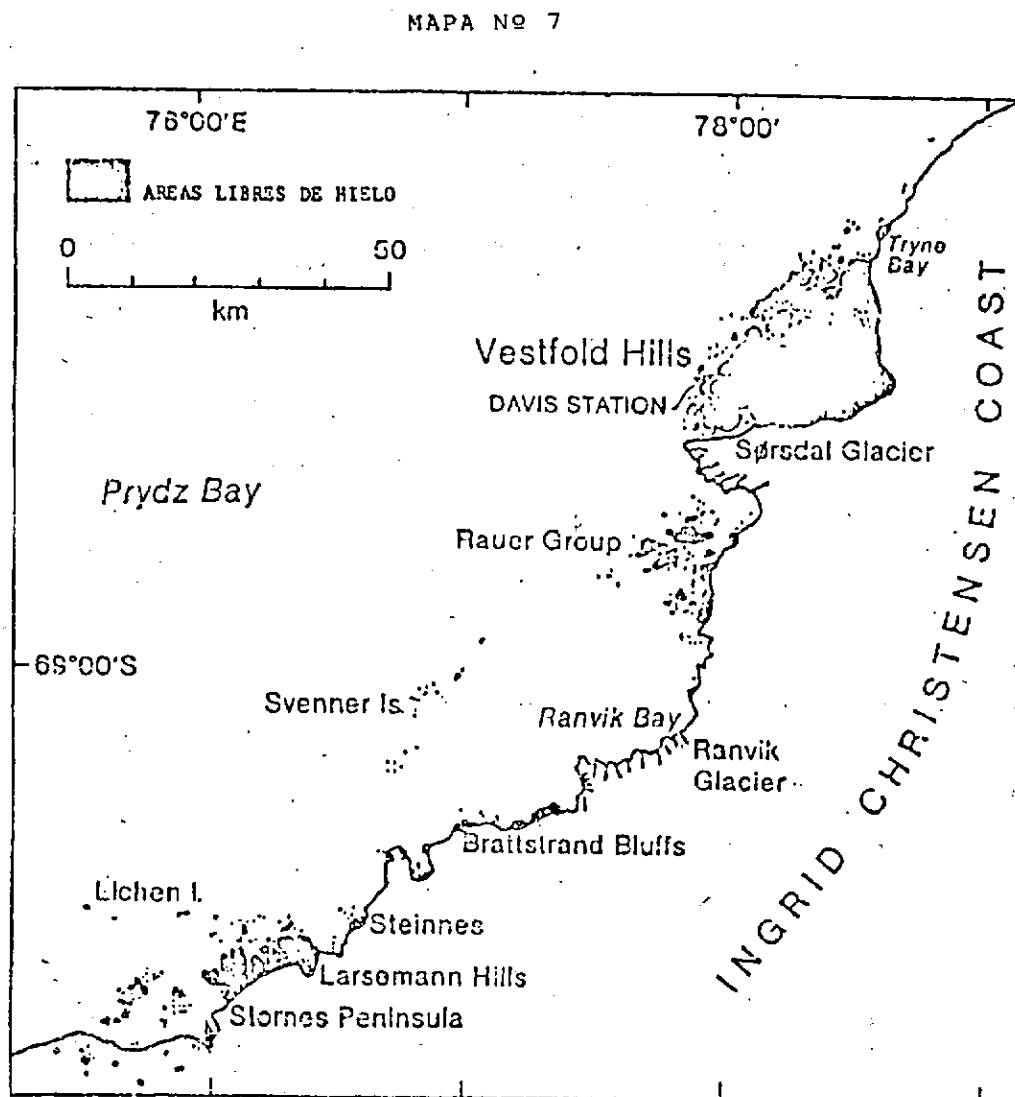 MAPA Nº 7
76°00'E
78°00'
AREAS LIBRES DE HIELO
0 50
km
Tryne
Bay
Vestfold Hills
DAVIS STATION
Sørsdal Glacier
Prydz Bay
Rauer Group
69°00'S
Svenner Is.
Ranvik Bay
Ranvik
Glacier
Brattstrand Bluffs
Lichen I.
Steinnes
Larsemann Hills
Stornes Peninsula
INGRID CHRISTENSEN COAST